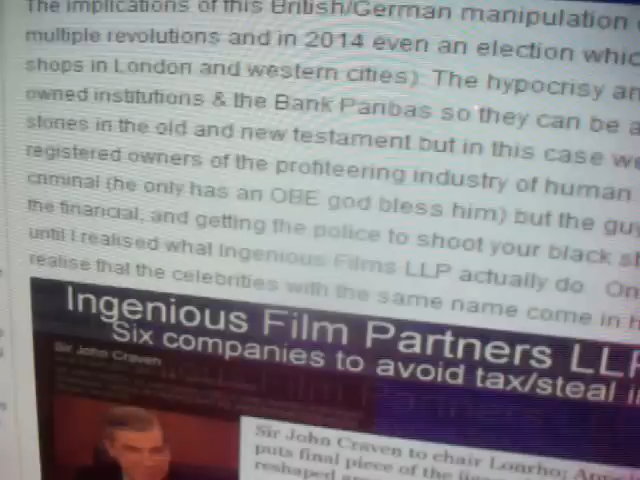 The implications of this British/German manipulation
multiple revolutions and in 2014 even an election whic
shops in London and western cities) The hypocrisy an
owned institutions & the Bank Paribas so they can be a
stories in the old and new testament but in this case we
registered owners of the profiteering industry of human
criminal (he only has an OBE god bless him) but the guy
the financial, and getting the police to shoot your black sh
until I realised what Ingenious Films LLP actually do On
realise that the celebrities with the same name come in h
Ingenious Film Partners LLP
Six companies to avoid tax/steal i
Sir John Craven
Sir John Craven to chair Lonrho;
puts final piece of the
reshaped